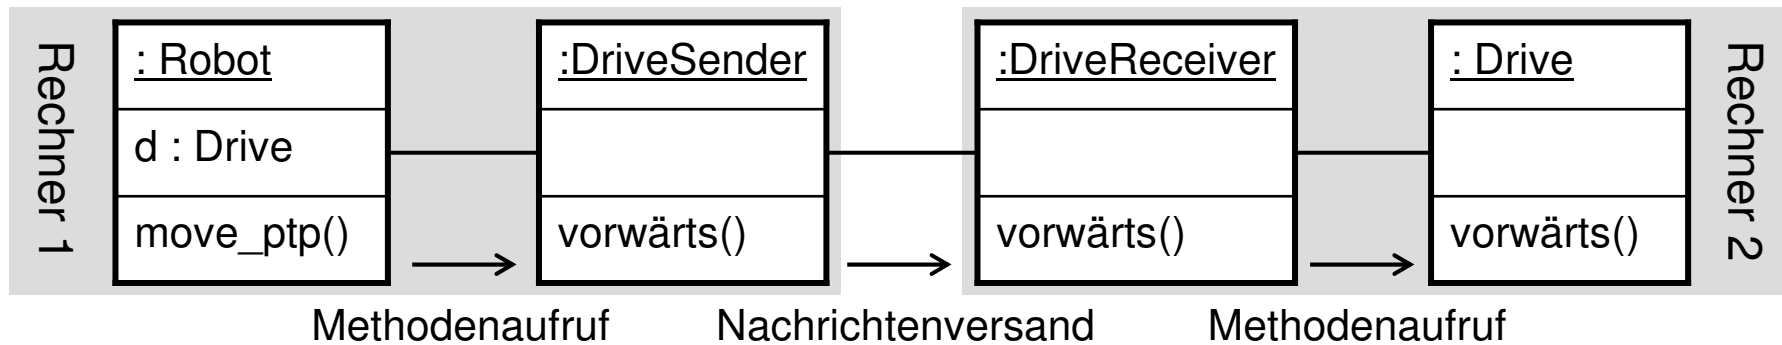 Rechner 1
: Robot
d : Drive
move_ptp()
:DriveSender
vorwärts()
:DriveReceiver
vorwärts()
: Drive
vorwärts()
Rechner 2
Methodenaufruf
Nachrichtenversand
Methodenaufruf